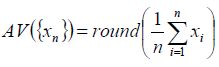 AV({x_n})=round(1/n ∑_{i=1}^{n} x_i)